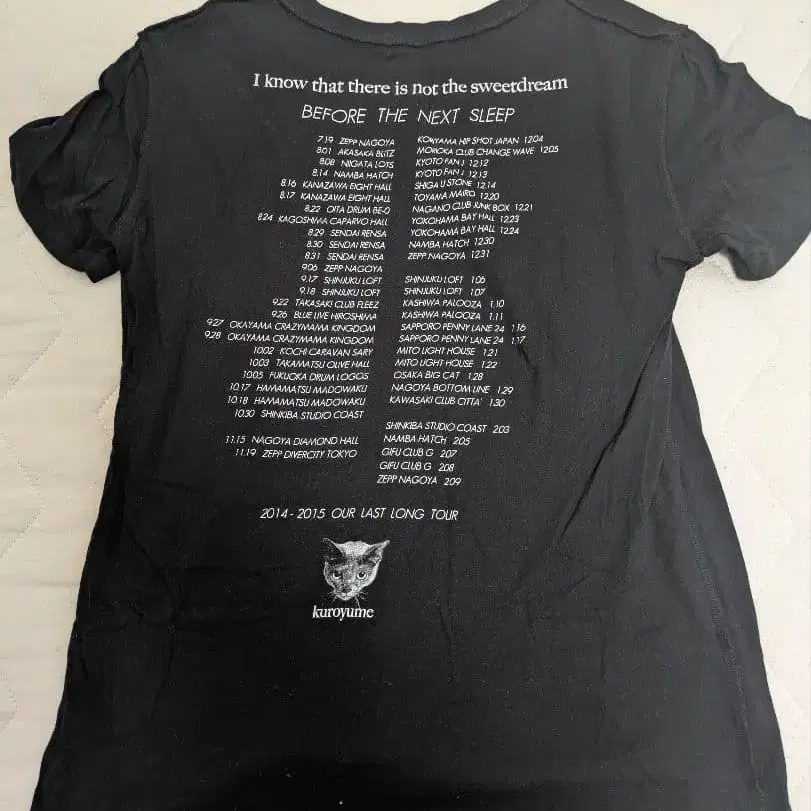 I know that there is not the sweetdream
BEFORE THE NEXT SLEEP
7.19 ZEPP NAGOYA
8.01 AKASAKA BLITZ
8.08 NIIGATA LOTS
8.14 NAMBA HATCH
8.16 KANAZAWA EIGHT HALL
8.17 KANAZAWA EIGHT HALL
8.22 OITA DRUM BE-0
8.24 KAGOSHIMA CAPARVO HALL
8.29 SENDAI RENSA
8.30 SENDAI RENSA
8.31 SENDAI RENSA
9.06 ZEPP NAGOYA
9.17 SHINJUKU LOFT
9.18 SHINJUKU LOFT
9.22 TAKASAKI CLUB FLEEZ
9.26 BLUE LIVE HIROSHIMA
9.27 OKAYAMA CRAZYMAMA KINGDOM
9.28 OKAYAMA CRAZYMAMA KINGDOM
10.02 KOCHI CARAVAN SARY
10.03 TAKAMATSU OLIVE HALL
10.05 FUKUOKA DRUM LOGOS
10.17 HAMAMATSU MADOWAKU
10.18 HAMAMATSU MADOWAKU
10.30 SHINKIBA STUDIO COAST
11.15 NAGOYA DIAMOND HALL
11.19 ZEPP DIVERCITY TOKYO
KORIYAMA HIP SHOT JAPAN 12.04
MORIOKA CLUB CHANGE WAVE 12.05
KYOTO FANJ 12.12
KYOTO FANJ 12.13
SHIGA U STONE 12.14
TOYAMA MAIRO 12.20
NAGANO CLUB JUNK BOX 12.21
YOKOHAMA BAY HALL 12.23
YOKOHAMA BAY HALL 12.24
NAMBA HATCH 12.30
ZEPP NAGOYA 12.31
SHINJUKU LOFT 1.06
SHINJUKU LOFT 1.07
KASHIWA PALOOZA 1.10
KASHIWA PALOOZA 1.11
SAPPORO PENNY LANE 24 1.16
SAPPORO PENNY LANE 24 1.17
MITO LIGHT HOUSE 1.21
MITO LIGHT HOUSE 1.22
OSAKA BIG CAT 1.28
NAGOYA BOTTOM LINE 1.29
KAWASAKI CLUB CITTA' 1.30
SHINKIBA STUDIO COAST 2.03
NAMBA HATCH 2.05
GIFU CLUB G 2.07
GIFU CLUB G 2.08
ZEPP NAGOYA 2.09
2014 - 2015 OUR LAST LONG TOUR
kuroyume